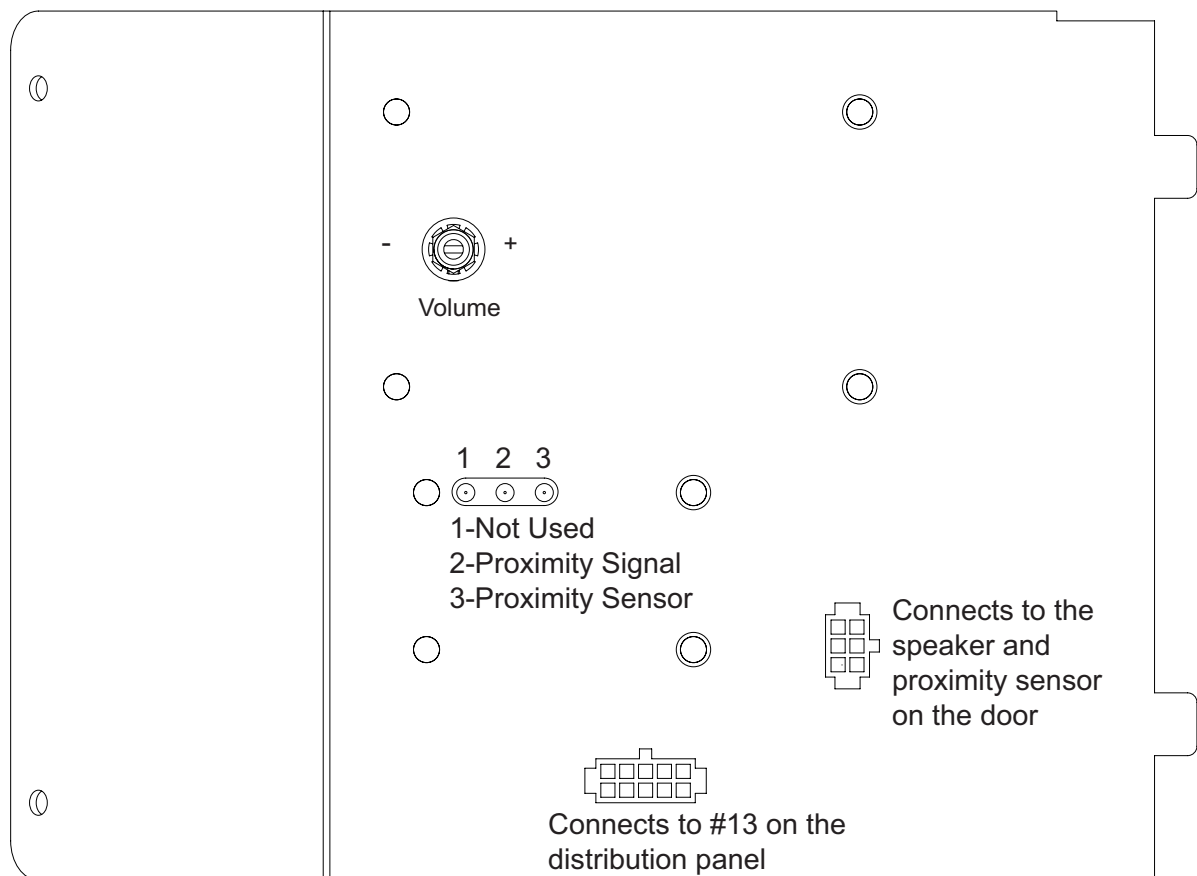 - +
Volume
1 2 3
1-Not Used
2-Proximity Signal
3-Proximity Sensor
Connects to the
speaker and
proximity sensor
on the door
Connects to #13 on the
distribution panel